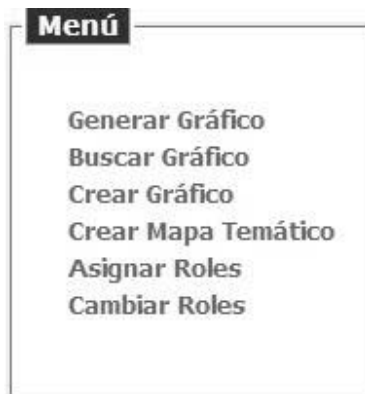 Menú
Generar Gráfico
Buscar Gráfico
Crear Gráfico
Crear Mapa Temático
Asignar Roles
Cambiar Roles